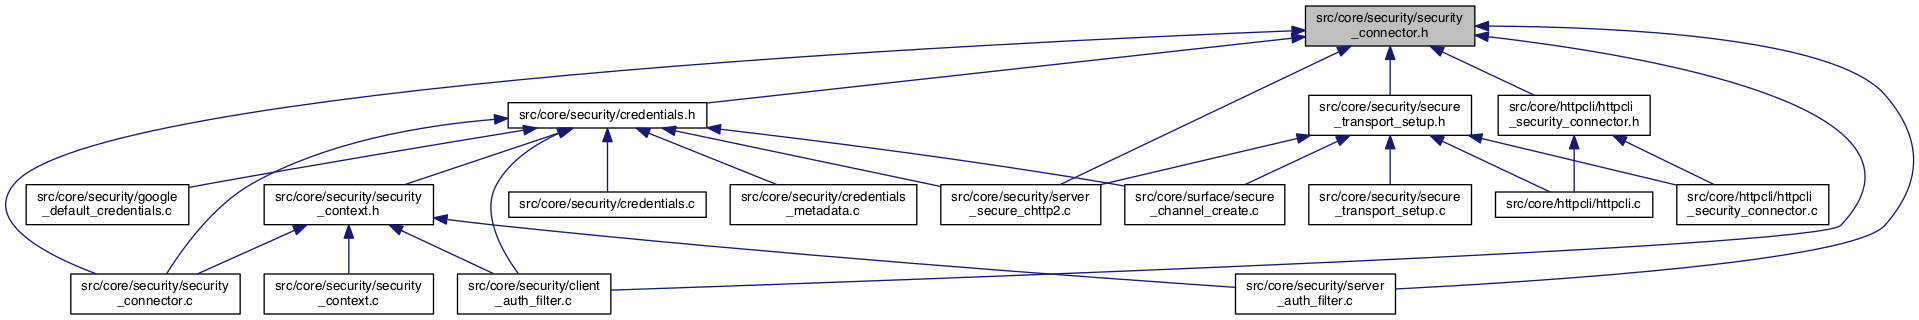 src/core/security/security
_connector.h
src/core/security/credentials.h
src/core/security/secure
_transport_setup.h
src/core/httpcli/httpcli
_security_connector.h
src/core/security/google
_default_credentials.c
src/core/security/security
_context.h
src/core/security/credentials.c
src/core/security/credentials
_metadata.c
src/core/security/server
_secure_chttp2.c
src/core/surface/secure
_channel_create.c
src/core/security/secure
_transport_setup.c
src/core/httpcli/httpcli.c
src/core/httpcli/httpcli
_security_connector.c
src/core/security/security
_connector.c
src/core/security/security
_context.c
src/core/security/client
_auth_filter.c
src/core/security/server
_auth_filter.c